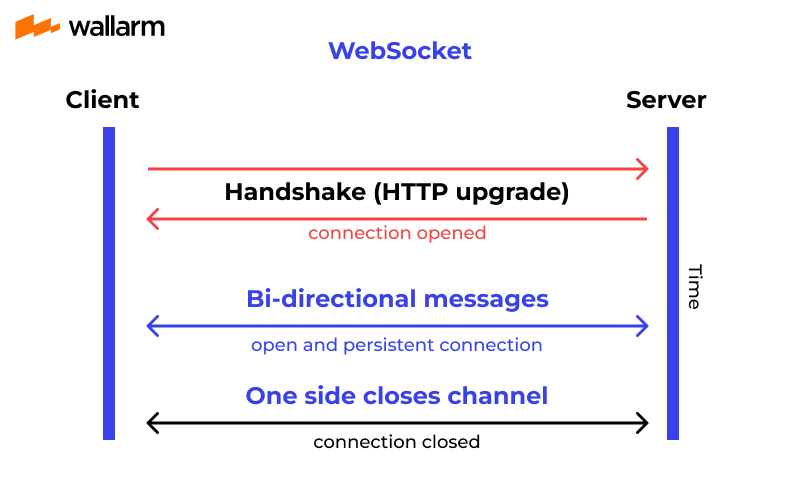 wallarm
WebSocket
Client
Server
Handshake (HTTP upgrade)
connection opened
Time
Bi-directional messages
open and persistent connection
One side closes channel
connection closed